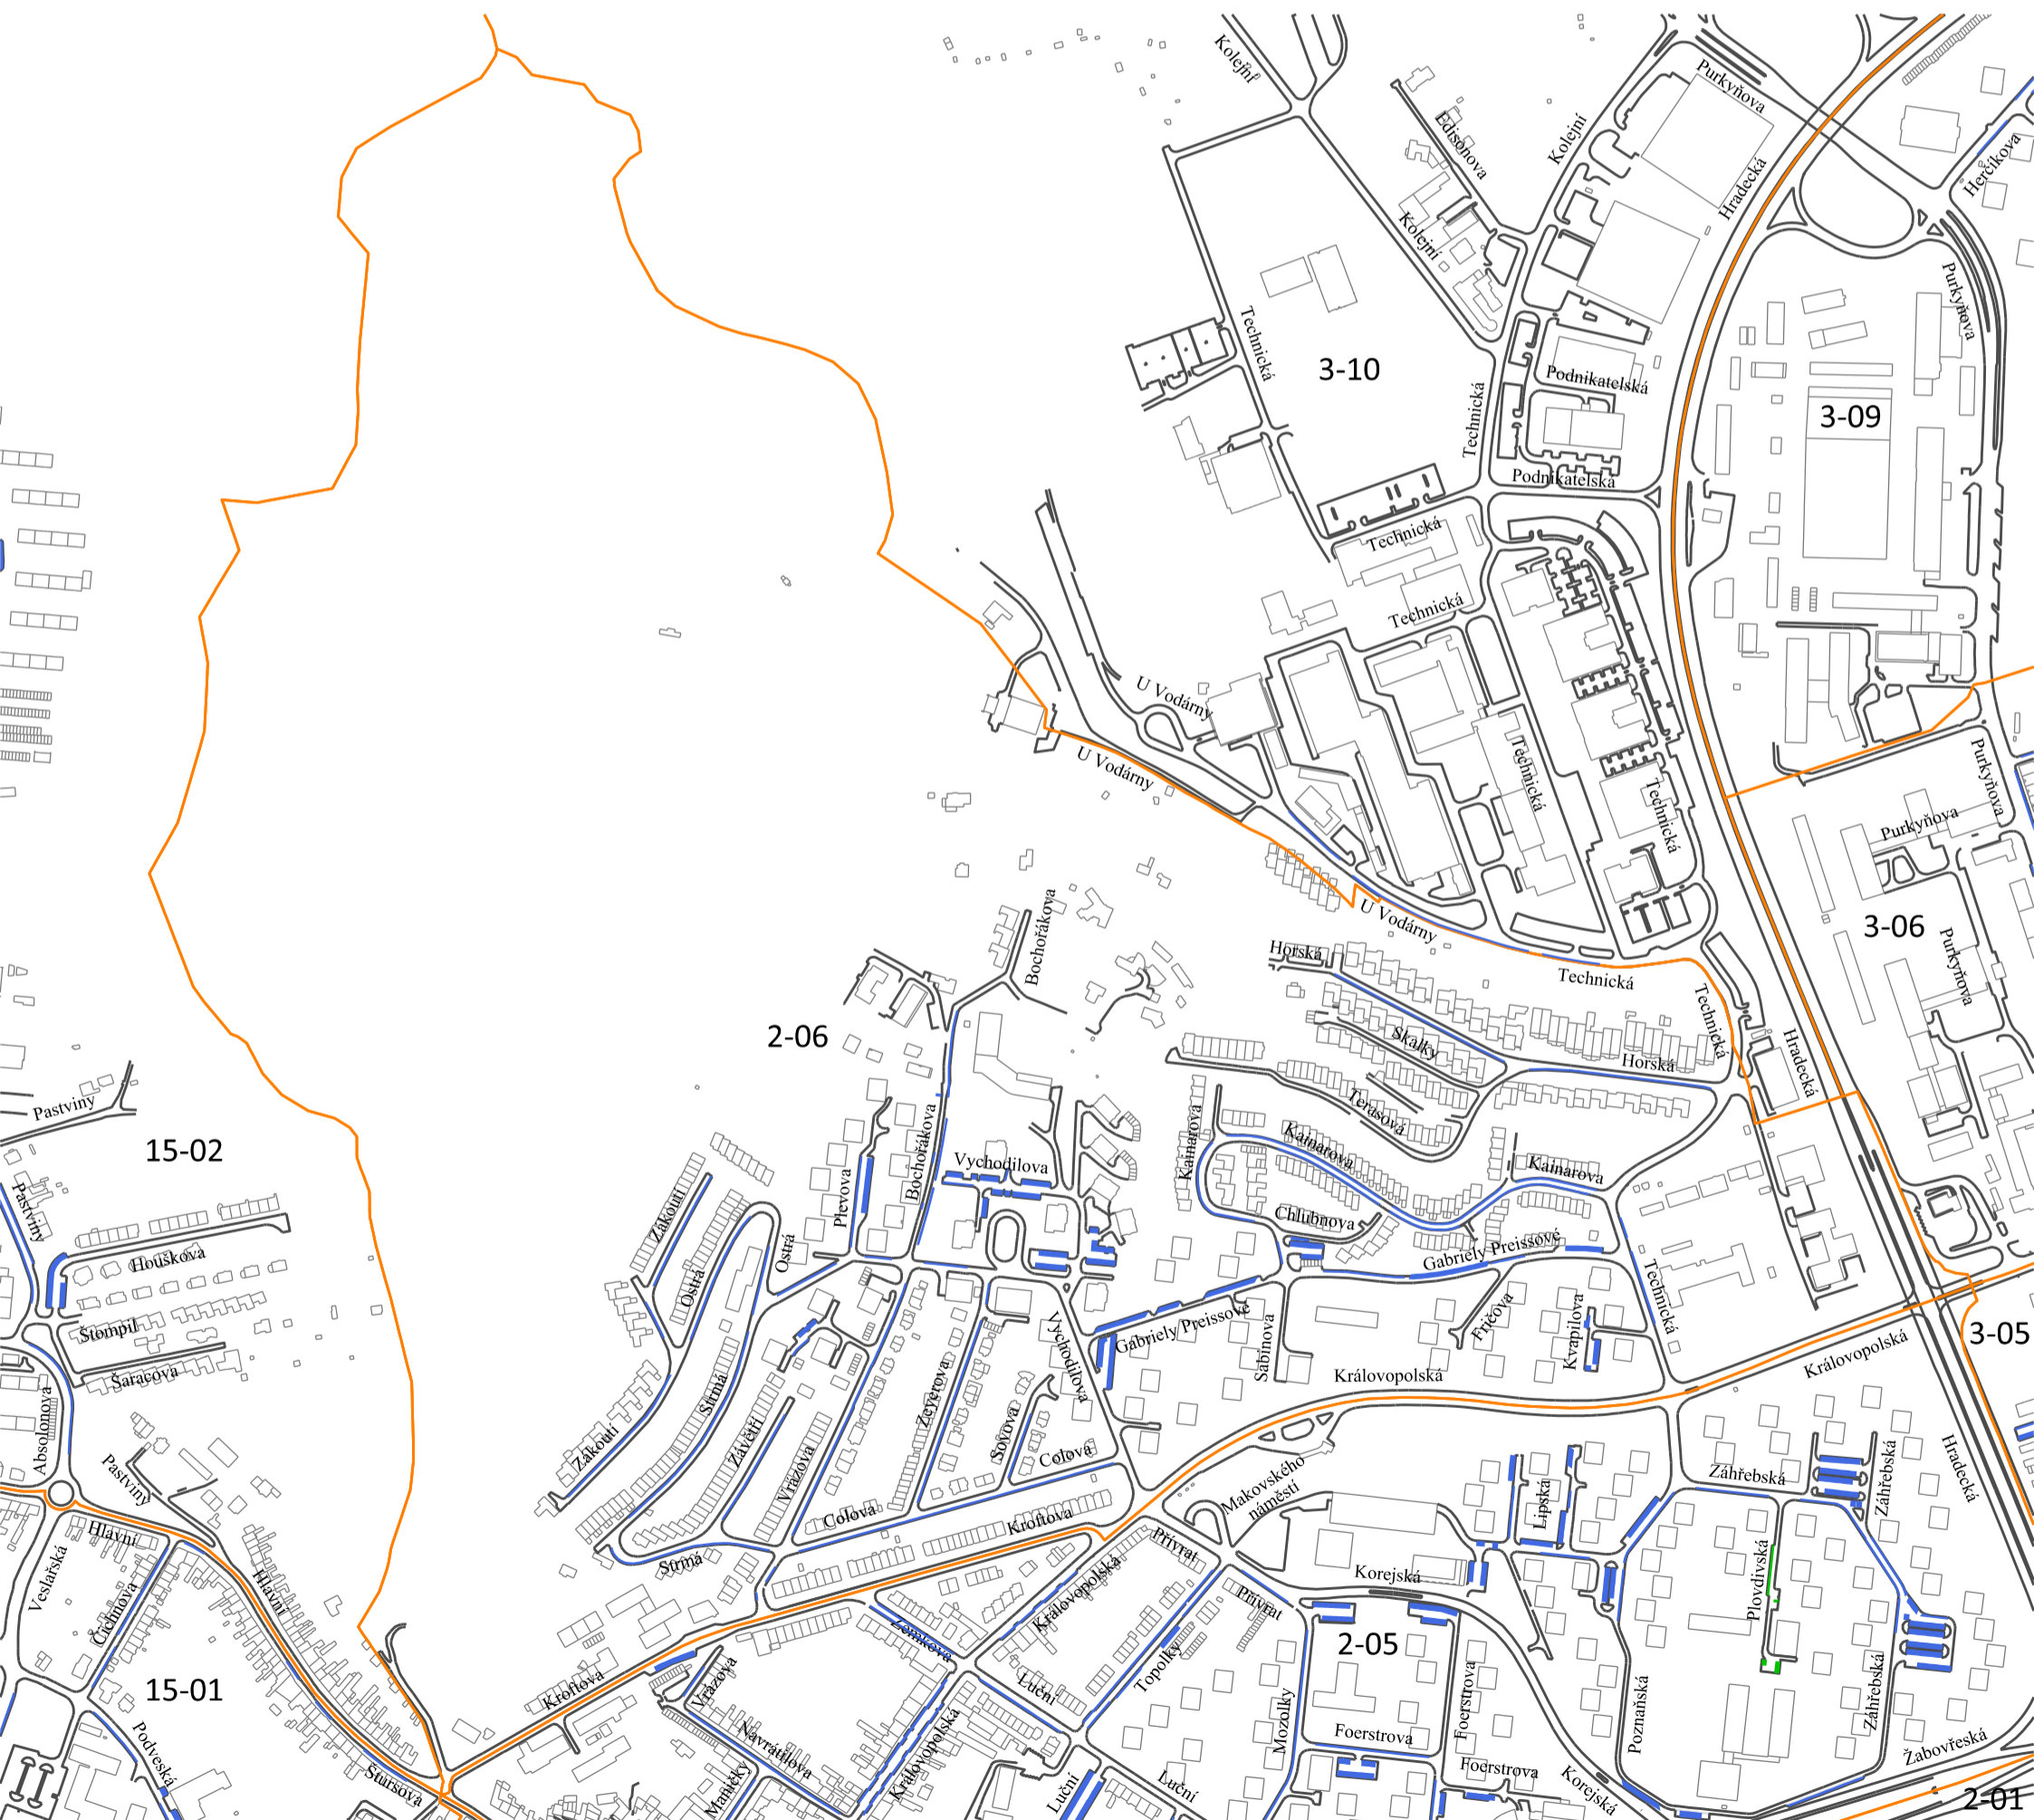 Kolejní
Edisonova
Kolejní
Purkyňova
Hradecká
Herčíkova
Kolejní
Purkyňova
Technická
3-10
Podnikatelská
Technická
3-09
Podnikatelská
Technická
Technická
U Vodárny
U Vodárny
Technická
Technická
Purkyňova
Purkyňova
3-06
Purkyňova
Bochořákova
U Vodárny
Horská
Technická
Technická
Hradecká
2-06
Skalky
Horská
Terasová
Pastviny
15-02
Pastviny
Bochořákova
Vychodilova
Kainarova
Kainarova
Kainarova
Plevova
Zákoutí
Ostrá
Ostrá
Chlubnova
Gabriely Preissové
Houškova
Technická
Štompil
Gabriely Preissové
Vychodilova
Sabinova
Fričova
Kvapilova
3-05
Královopolská
Královopolská
Šaracova
Absolonova
Strmá
Zeyerova
Zákoutí
Závětří
Vrázova
Sovova
Colova
Pastviny
Makovského
náměstí
Lipská
Záhřebská
Záhřebská
Hradecká
Colova
Kroftova
Hlavní
Přívrat
Strmá
Veslařská
Cichnova
Hlavní
Královopolská
Korejská
Přívrat
Plovdivská
Zemkova
2-05
Topolky
15-01
Kroftova
Vrázova
Luční
Mozolky
Foerstrova
Foerstrova
Poznaňská
Záhřebská
Podveská
Navrátilova
Královopolská
Štursova
Maničky
Luční
Luční
Foerstrova
Korejská
Žabovřeská
2-01